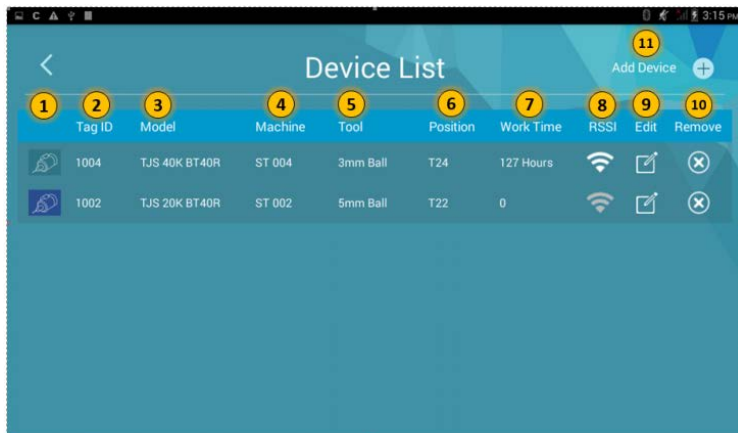 C A 3:15 PM
11
Device List
Add Device
1 2 3 4 5 6 7 8 9 10
Tag ID Model Machine Tool Position Work Time RSSI Edit Remove
1004 TJS 40K BT40R ST 004 3mm Ball T24 127 Hours
1002 TJS 20K BT40R ST 002 5mm Ball T22 0